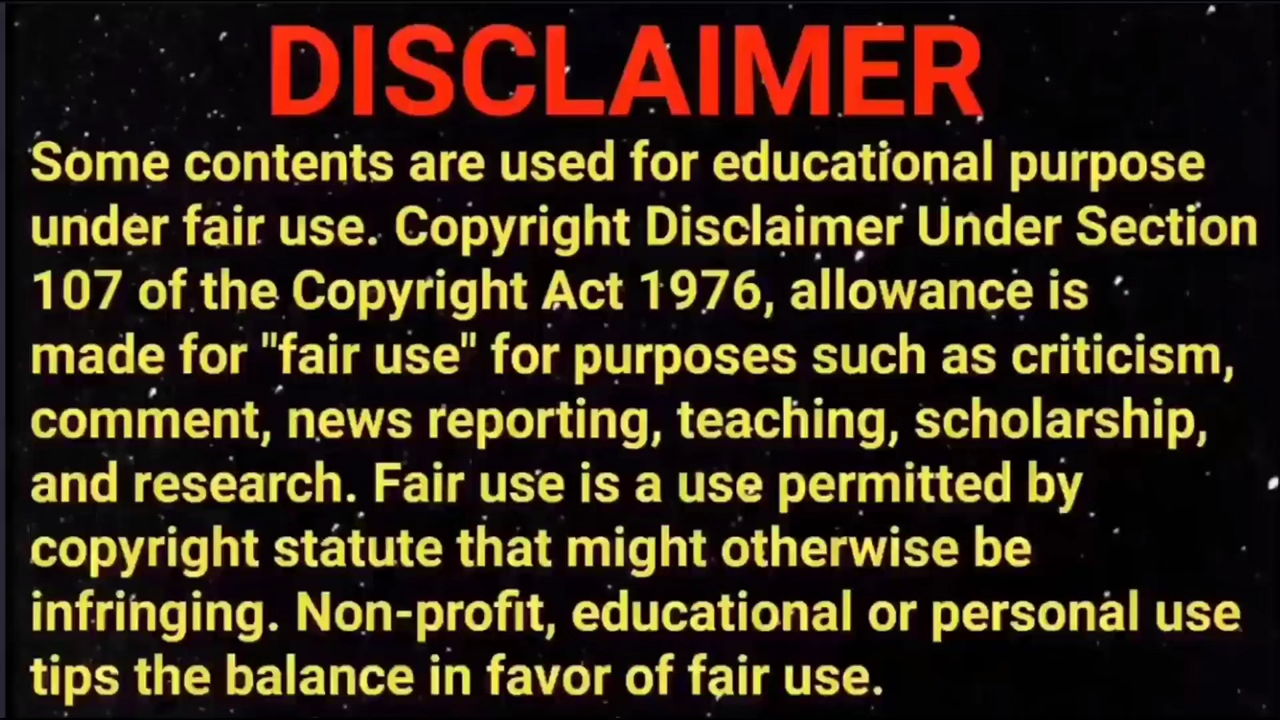 DISCLAIMER
Some contents are used for educational purpose
under fair use. Copyright Disclaimer Under Section
107 of the Copyright Act 1976, allowance is
made for "fair use" for purposes such as criticism,
comment, news reporting, teaching, scholarship,
and research. Fair use is a use permitted by
copyright statute that might otherwise be
infringing. Non-profit, educational or personal use
tips the balance in favor of fair use.